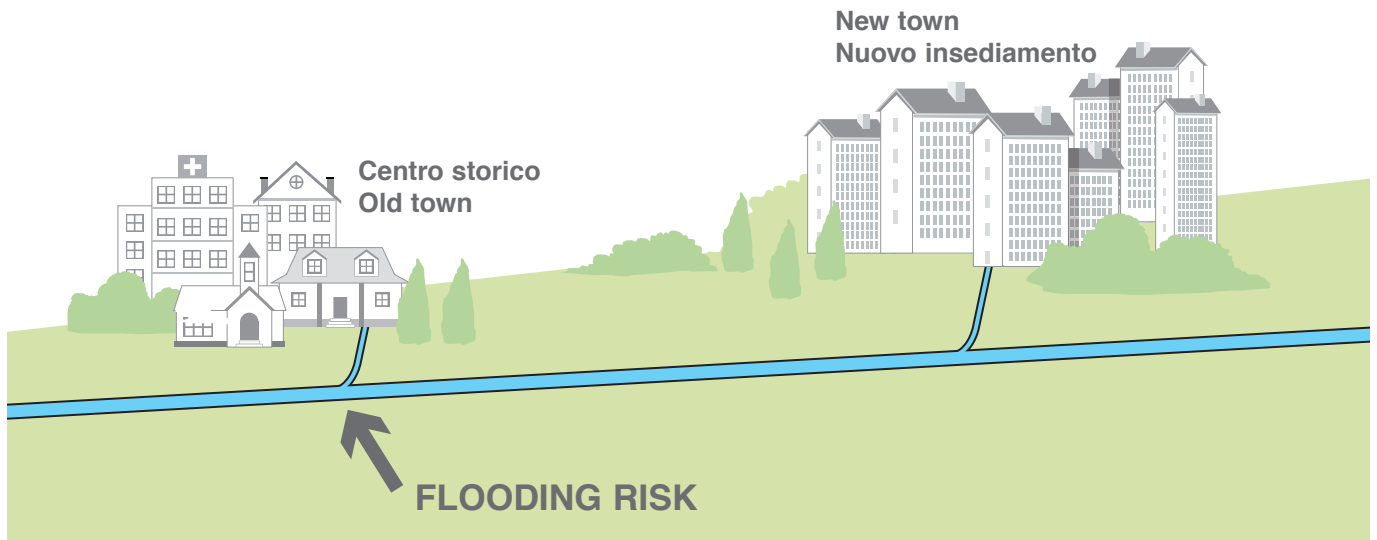 New town
Nuovo insediamento
Centro storico
Old town
FLOODING RISK